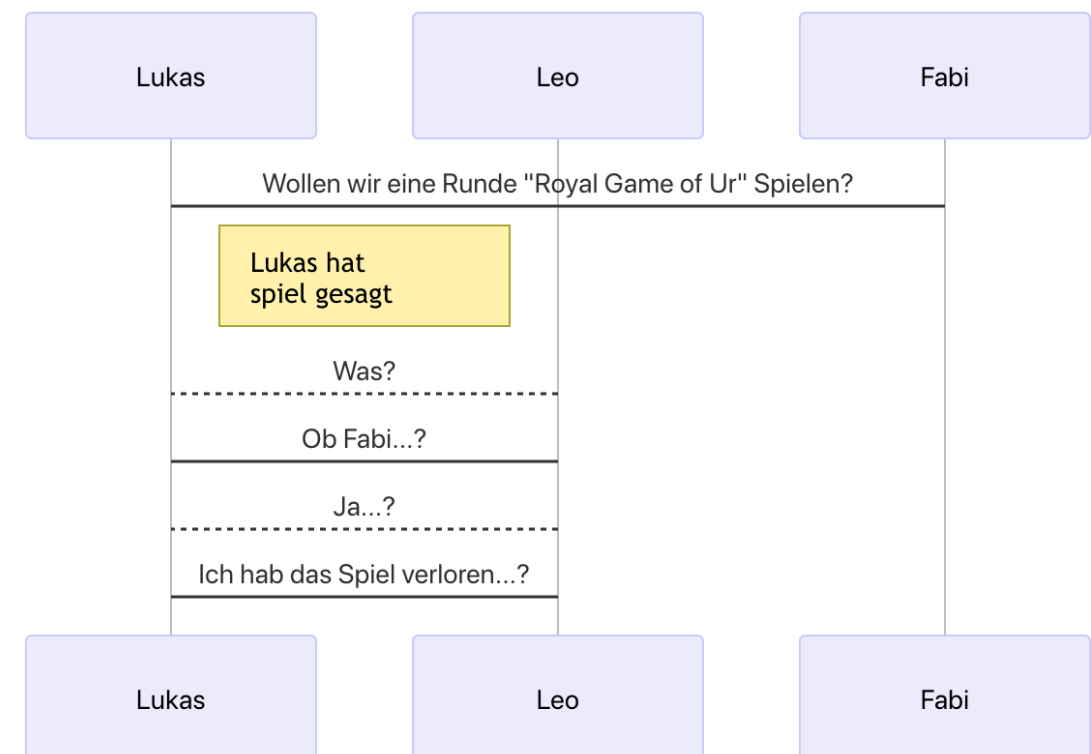 Lukas
Leo
Fabi
Wollen wir eine Runde "Royal Game of Ur" Spielen?
Lukas hat
spiel gesagt
Was?
Ob Fabi...?
Ja...?
Ich hab das Spiel verloren...?
Lukas
Leo
Fabi